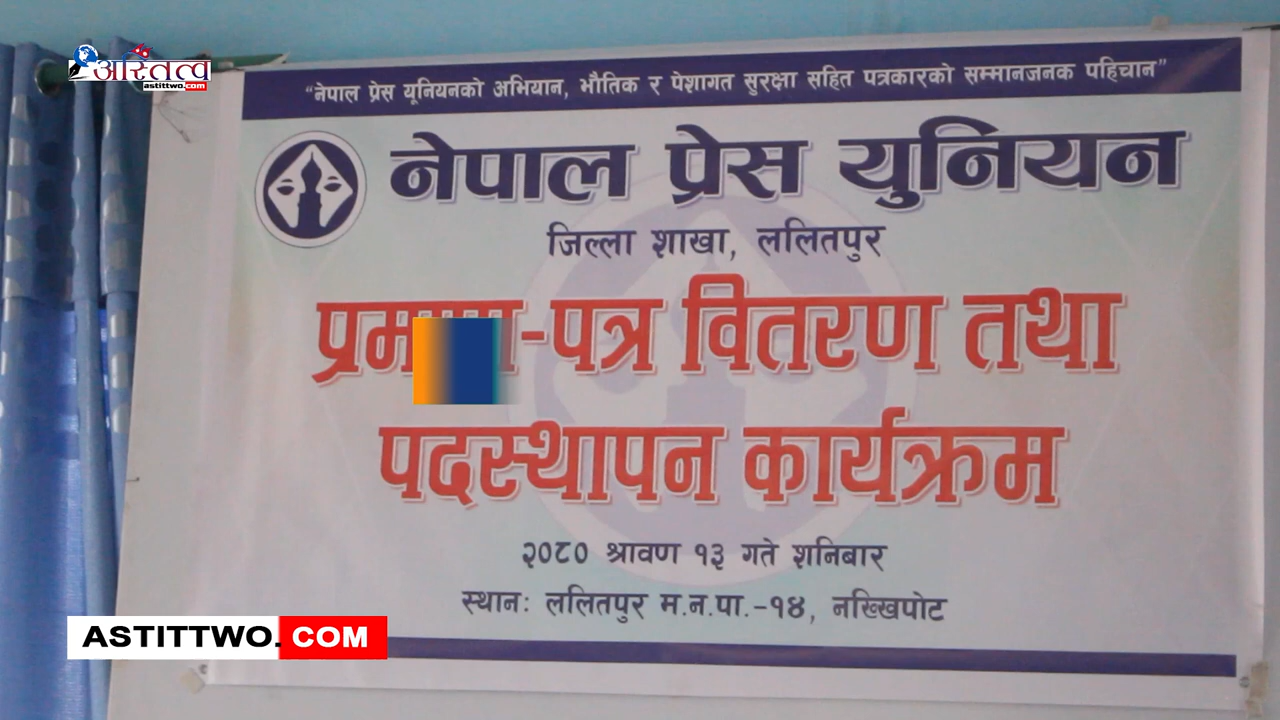 अस्तित्व
astittwo.com
"नेपाल प्रेस यूनियनको अभियान, भौतिक र पेशागत सुरक्षा सहित पत्रकारको सम्मानजनक पहिचान"
नेपाल प्रेस युनियन
जिल्ला शाखा, ललितपुर
-पत्र वितरण तथा
पदस्थापन कार्यक्रम
२०८० श्रावण १३ गते शनिबार
स्थानः ललितपुर म.न.पा.-१४, नख्खिपोट
ASTITTWO.COM